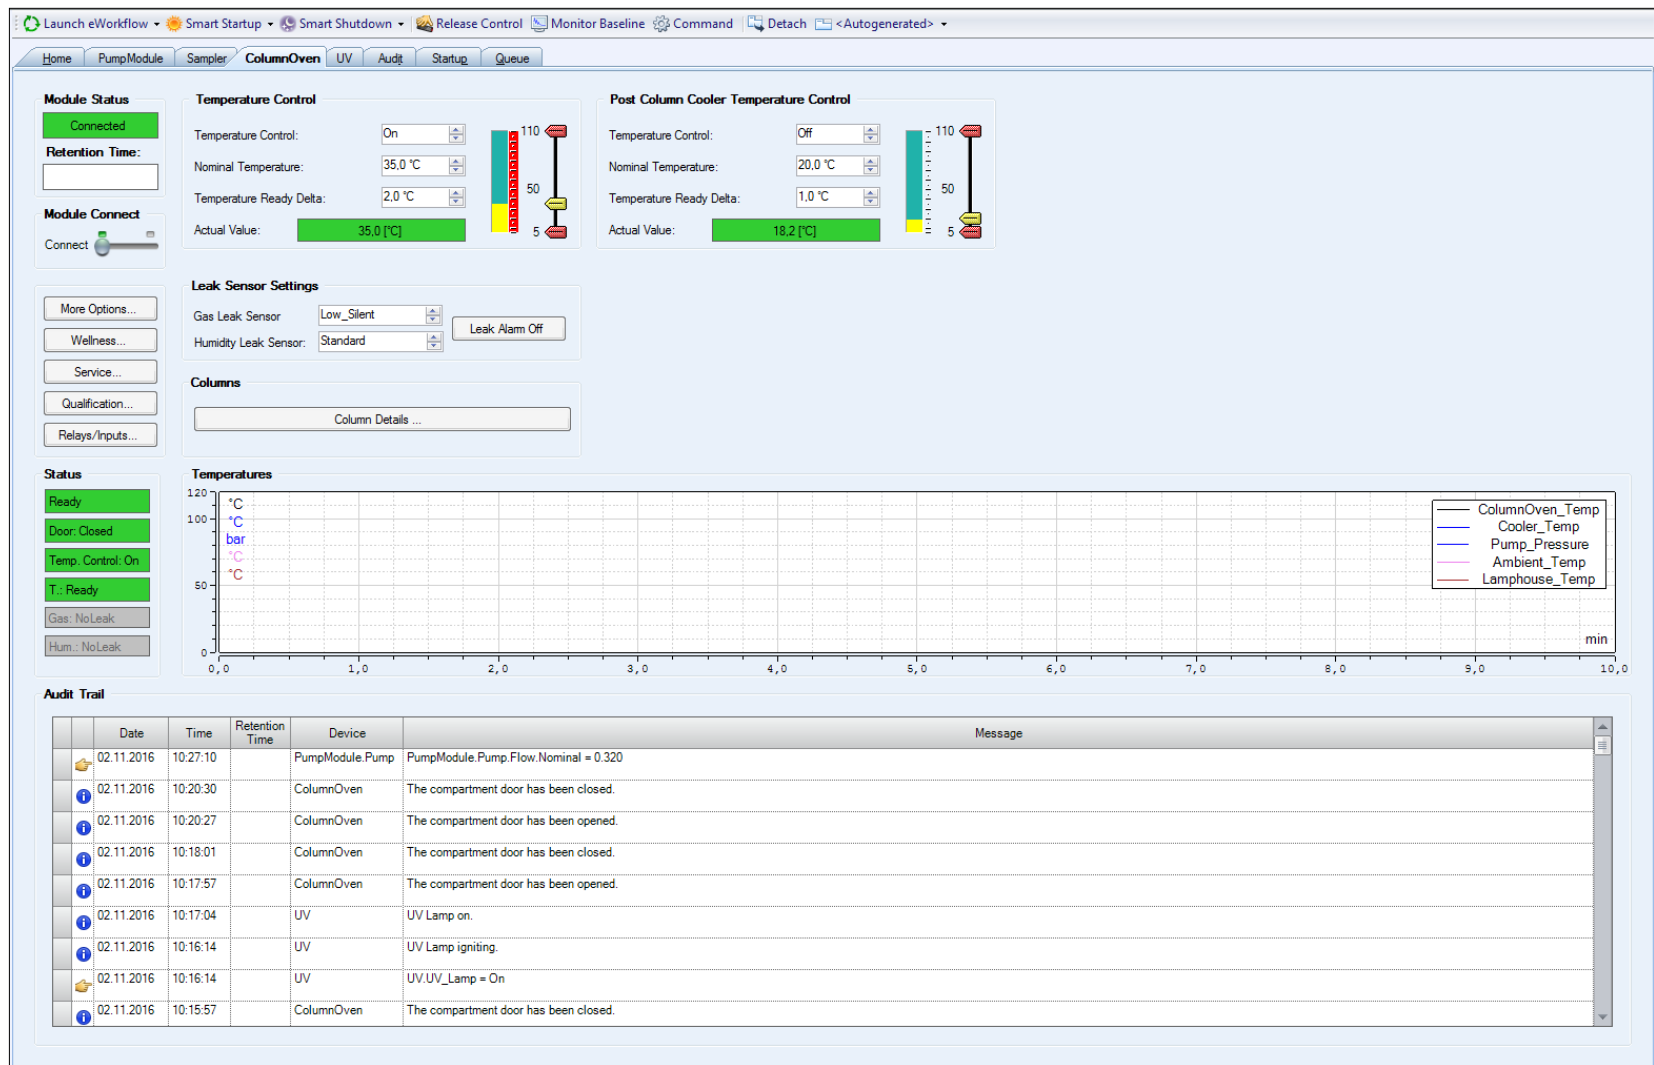 Launch eWorkflow Smart Startup Smart Shutdown Release Control Monitor Baseline Command Detach <Autogenerated>
Home PumpModule Sampler ColumnOven UV Audit Startup Queue
Module Status
Connected
Retention Time:
Module Connect
Connect
Temperature Control
Temperature Control: On
Nominal Temperature: 35,0 °C
Temperature Ready Delta: 2,0 °C
Actual Value: 35,0 [°C]
110
50
5
Post Column Cooler Temperature Control
Temperature Control: Off
Nominal Temperature: 20,0 °C
Temperature Ready Delta: 1,0 °C
Actual Value: 18,2 [°C]
110
50
5
More Options...
Wellness...
Service...
Qualification...
Relays/Inputs...
Leak Sensor Settings
Gas Leak Sensor Low_Silent
Humidity Leak Sensor: Standard
Leak Alarm Off
Columns
Column Details ...
Status
Ready
Door: Closed
Temp. Control: On
T.: Ready
Gas: NoLeak
Hum.: NoLeak
Temperatures
120
100
50
0
°C
°C
bar
°C
°C
ColumnOven_Temp
Cooler_Temp
Pump_Pressure
Ambient_Temp
Lamphouse_Temp
min
0,0 1,0 2,0 3,0 4,0 5,0 6,0 7,0 8,0 9,0 10,0
Audit Trail
Date Time Retention Time Device Message
02.11.2016 10:27:10 PumpModule.Pump PumpModule.Pump.Flow.Nominal = 0.320
02.11.2016 10:20:30 ColumnOven The compartment door has been closed.
02.11.2016 10:20:27 ColumnOven The compartment door has been opened.
02.11.2016 10:18:01 ColumnOven The compartment door has been closed.
02.11.2016 10:17:57 ColumnOven The compartment door has been opened.
02.11.2016 10:17:04 UV UV Lamp on.
02.11.2016 10:16:14 UV UV Lamp igniting.
02.11.2016 10:16:14 UV UV.UV_Lamp = On
02.11.2016 10:15:57 ColumnOven The compartment door has been closed.